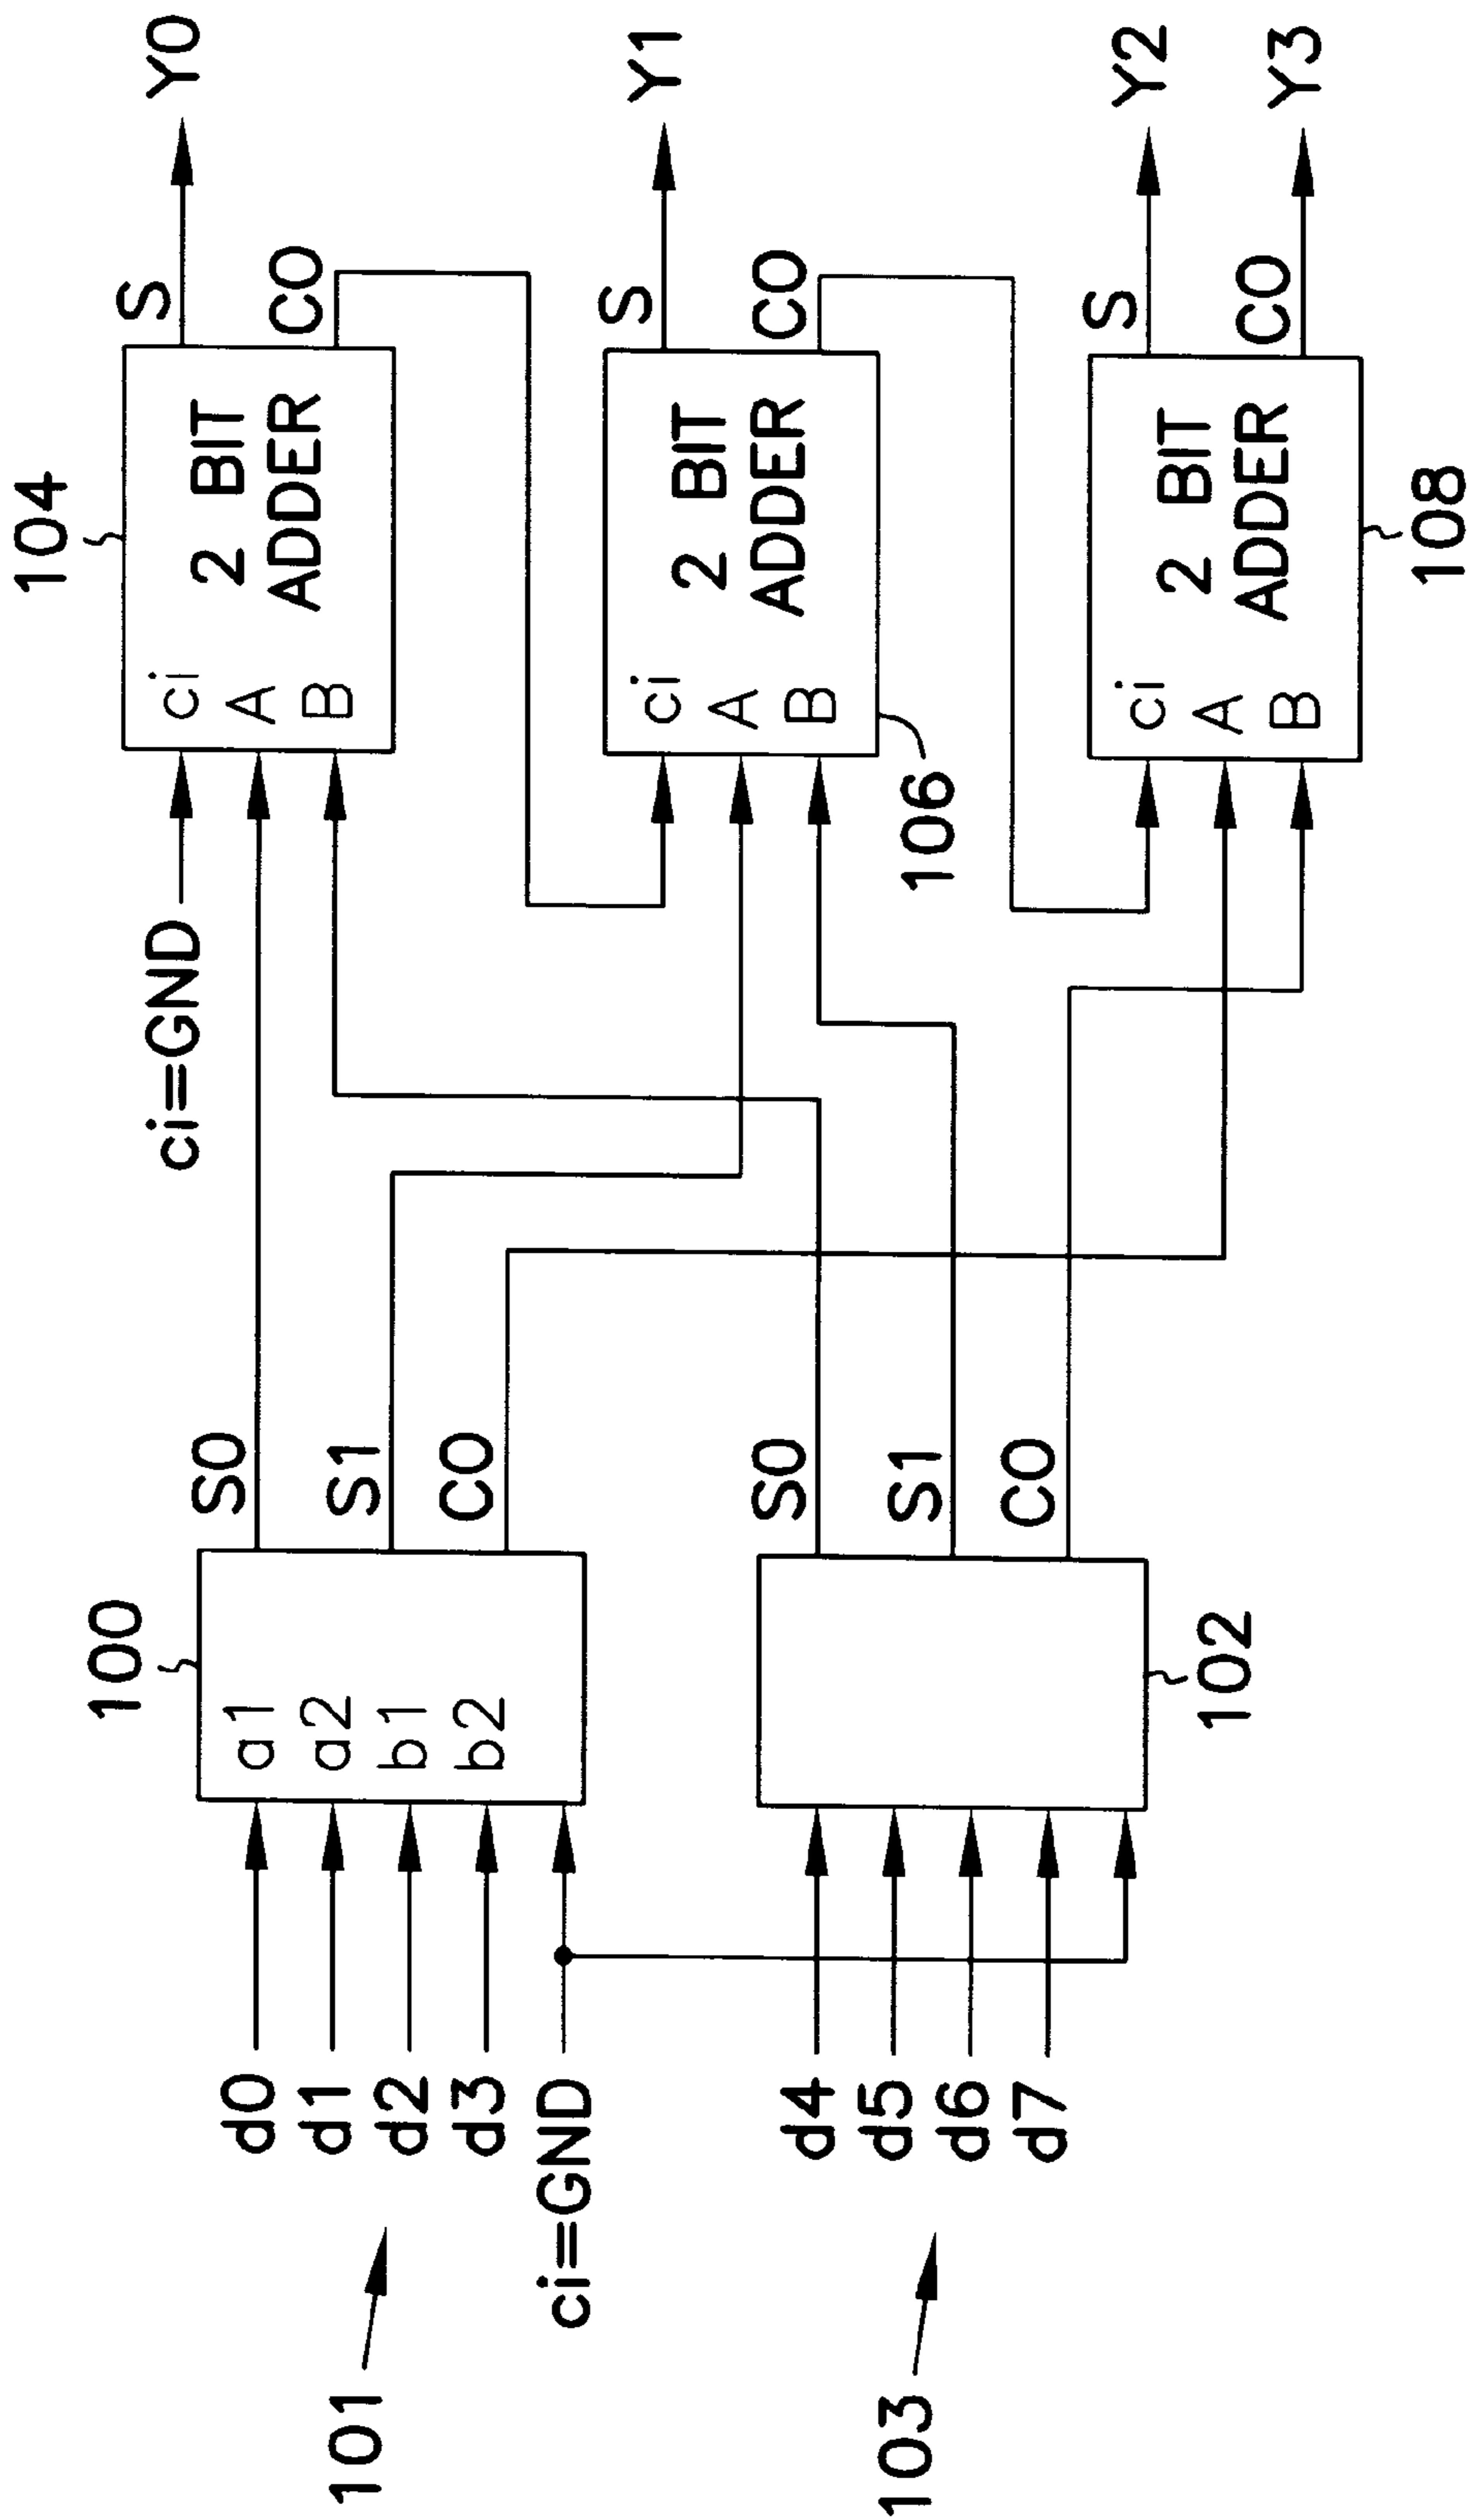 101
d0
d1
d2
d3
ci=GND
103
d4
d5
d6
d7
100
a1
a2
b1
b2
S0
S1
CO
102
S0
S1
CO
ci=GND
104
ci
A
B
2 BIT
ADDER
S
CO
Y0
106
ci
A
B
2 BIT
ADDER
S
CO
Y1
108
ci
A
B
2 BIT
ADDER
S
CO
Y2
Y3